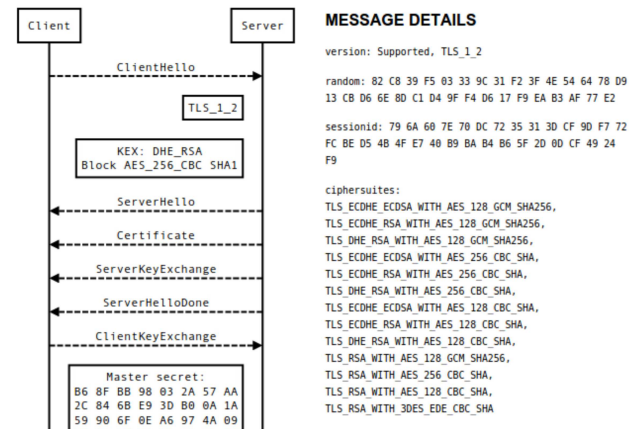 Client
Server
ClientHello
TLS_1_2
KEX: DHE_RSA
Block AES_256_CBC SHA1
ServerHello
Certificate
ServerKeyExchange
ServerHelloDone
ClientKeyExchange
Master secret:
B6 8F BB 98 03 2A 57 AA
2C 84 6B E9 3D B0 0A 1A
59 90 6F 0E A6 97 4A 09
MESSAGE DETAILS
version: Supported, TLS_1_2
random: 82 C8 39 F5 03 33 9C 31 F2 3F 4E 54 64 78 D9
13 CB D6 6E 8D C1 D4 9F F4 D6 17 F9 EA B3 AF 77 E2
sessionid: 79 6A 60 7E 70 DC 72 35 31 3D CF 9D F7 72
FC BE D5 4B 4F E7 40 B9 BA B4 B6 5F 2D 0D CF 49 24
F9
ciphersuites:
TLS_ECDHE_ECDSA_WITH_AES_128_GCM_SHA256,
TLS_ECDHE_RSA_WITH_AES_128_GCM_SHA256,
TLS_DHE_RSA_WITH_AES_128_GCM_SHA256,
TLS_ECDHE_ECDSA_WITH_AES_256_CBC_SHA,
TLS_ECDHE_RSA_WITH_AES_256_CBC_SHA,
TLS_DHE_RSA_WITH_AES_256_CBC_SHA,
TLS_ECDHE_ECDSA_WITH_AES_128_CBC_SHA,
TLS_ECDHE_RSA_WITH_AES_128_CBC_SHA,
TLS_DHE_RSA_WITH_AES_128_CBC_SHA,
TLS_RSA_WITH_AES_128_GCM_SHA256,
TLS_RSA_WITH_AES_256_CBC_SHA,
TLS_RSA_WITH_AES_128_CBC_SHA,
TLS_RSA_WITH_3DES_EDE_CBC_SHA